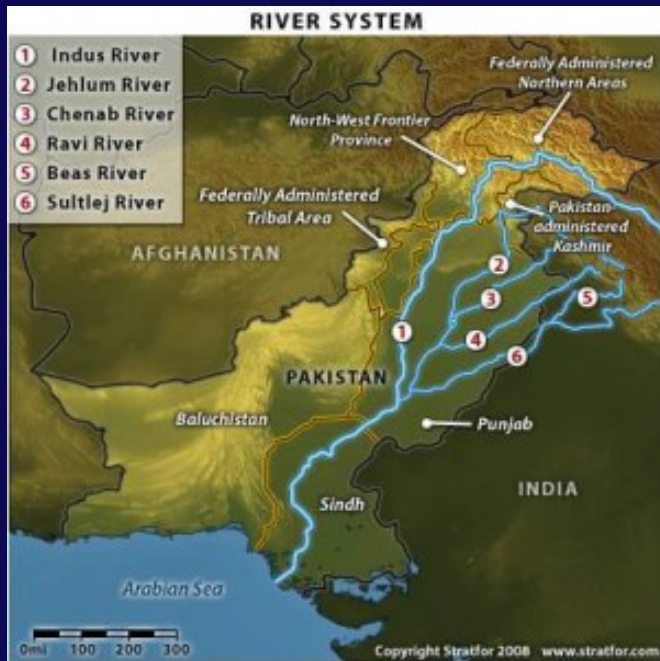 RIVER SYSTEM
1 Indus River
2 Jehlum River
3 Chenab River
4 Ravi River
5 Beas River
6 Sultlej River
Federally Administered
Northern Areas
North-West Frontier
Province
Federally Administered
Tribal Area
Pakistan-
administered
Kashmir
AFGHANISTAN
2
3
5
1
4
6
PAKISTAN
Baluchistan
Punjab
INDIA
Sindh
Arabian Sea
0mi 100 200 300
Copyright Stratfor 2008 www.stratfor.com